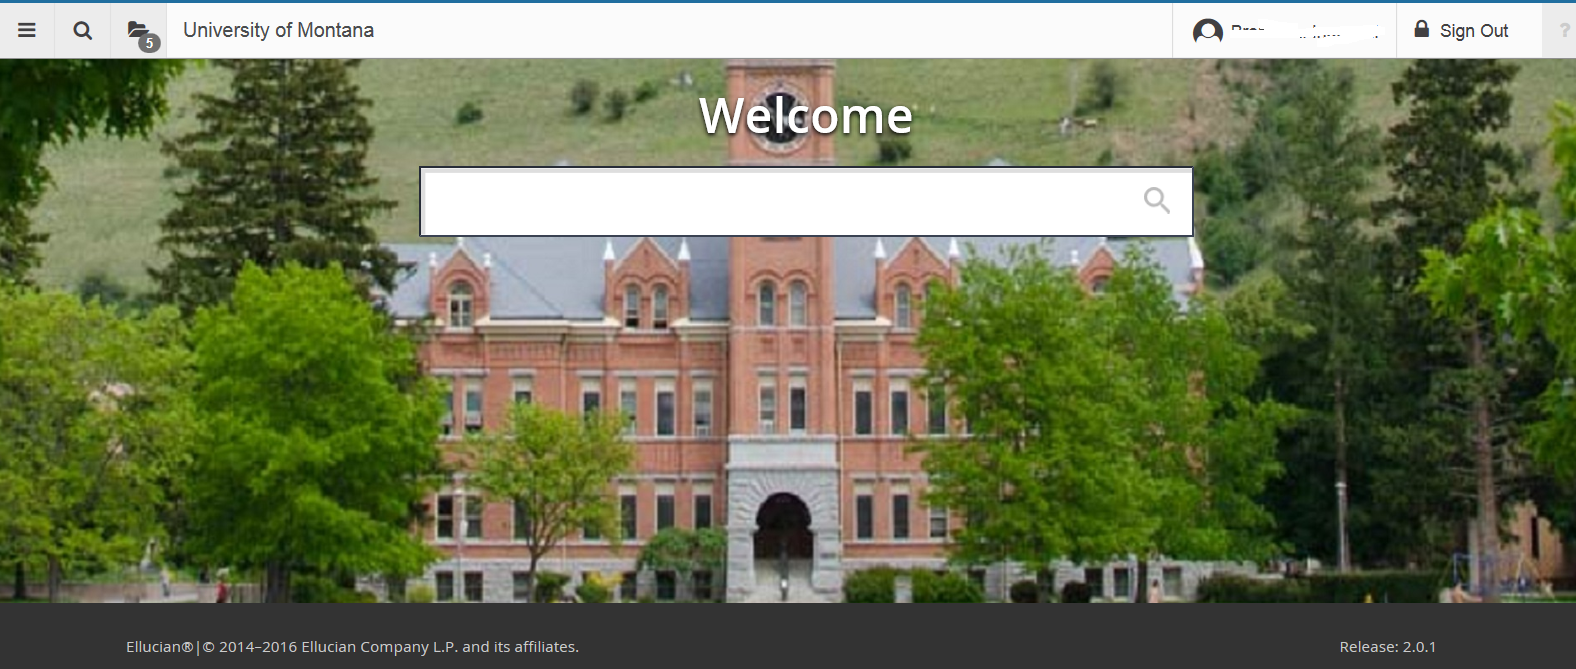 5
University of Montana
Sign Out
?
Welcome
Ellucian®|© 2014–2016 Ellucian Company L.P. and its affiliates.
Release: 2.0.1